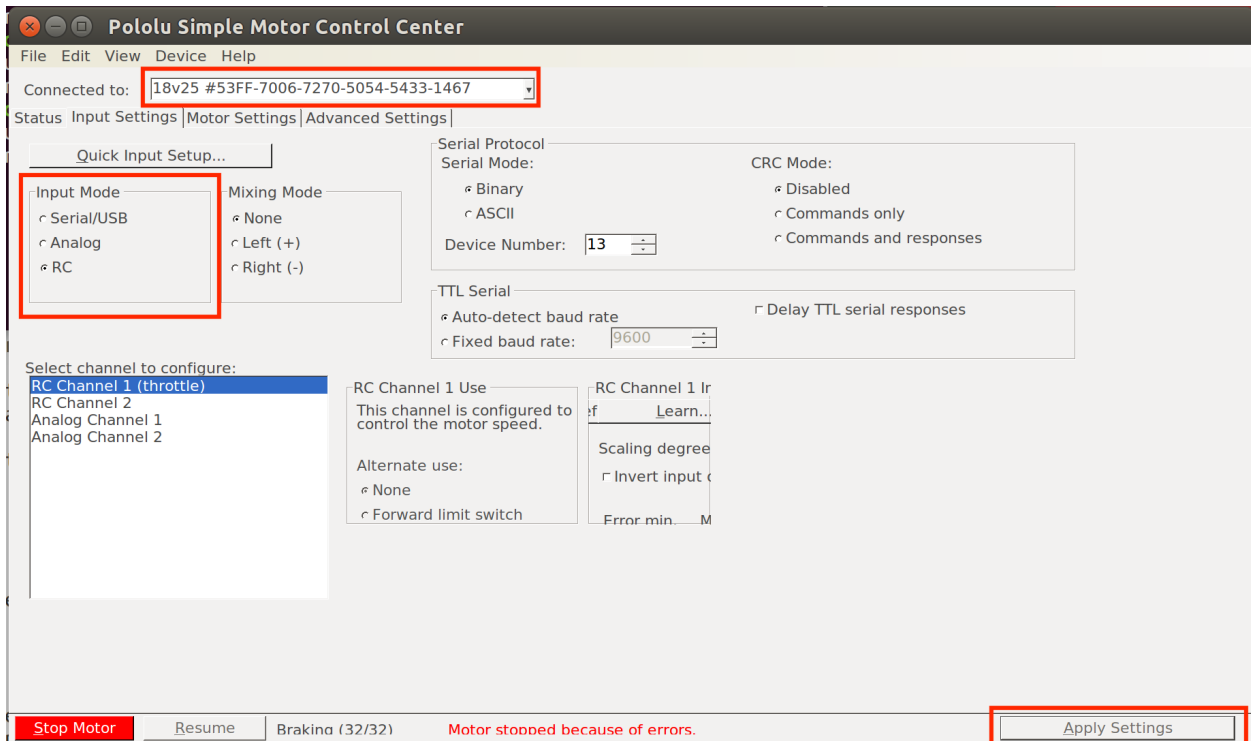 Pololu Simple Motor Control Center
File Edit View Device Help
Connected to: 18v25 #53FF-7006-7270-5054-5433-1467
Status Input Settings Motor Settings Advanced Settings
Quick Input Setup...
Input Mode
Serial/USB
Analog
RC
Mixing Mode
None
Left (+)
Right (-)
Serial Protocol
Serial Mode:
Binary
ASCII
Device Number: 13
CRC Mode:
Disabled
Commands only
Commands and responses
TTL Serial
Auto-detect baud rate
Fixed baud rate: 9600
Delay TTL serial responses
Select channel to configure:
RC Channel 1 (throttle)
RC Channel 2
Analog Channel 1
Analog Channel 2
RC Channel 1 Use
This channel is configured to
control the motor speed.
Alternate use:
None
Forward limit switch
RC Channel 1
Learn...
Scaling degree
Invert input
Error min.
Stop Motor Resume Braking (32/32) Motor stopped because of errors. Apply Settings